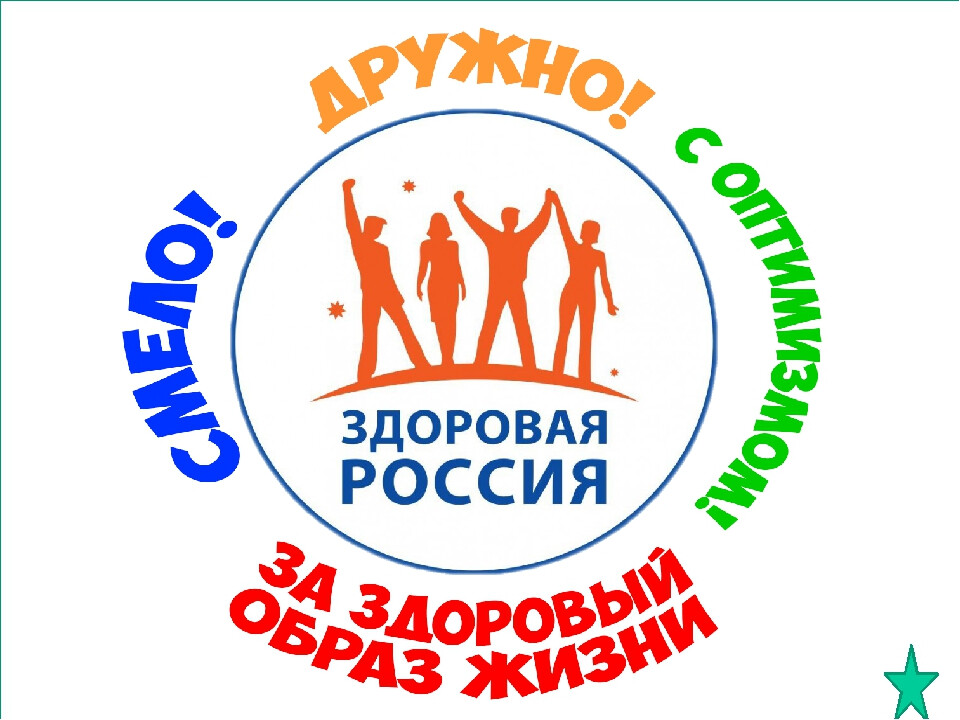 СМЕЛО!
ДРУЖНО!
С ОПТИМИЗМОМ!
ЗДОРОВАЯ
РОССИЯ
ЗА ЗДОРОВЫЙ
ОБРАЗ ЖИЗНИ